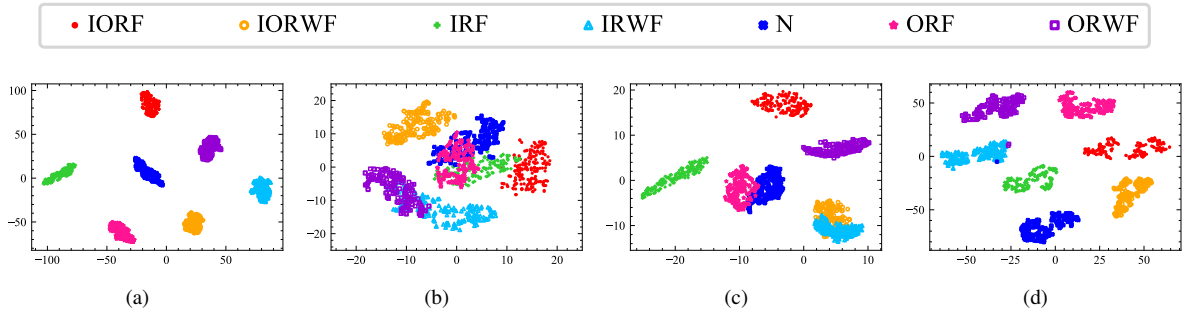 IORF IORWF IRF IRWF N ORF ORWF
100 50 0 −50
−100 −50 0 50
20 10 0 −10 −20
−20 −10 0 10 20
20 10 0 −10
−20 −10 0 10
50 0 −50
−50 −25 0 25 50
(a) (b) (c) (d)